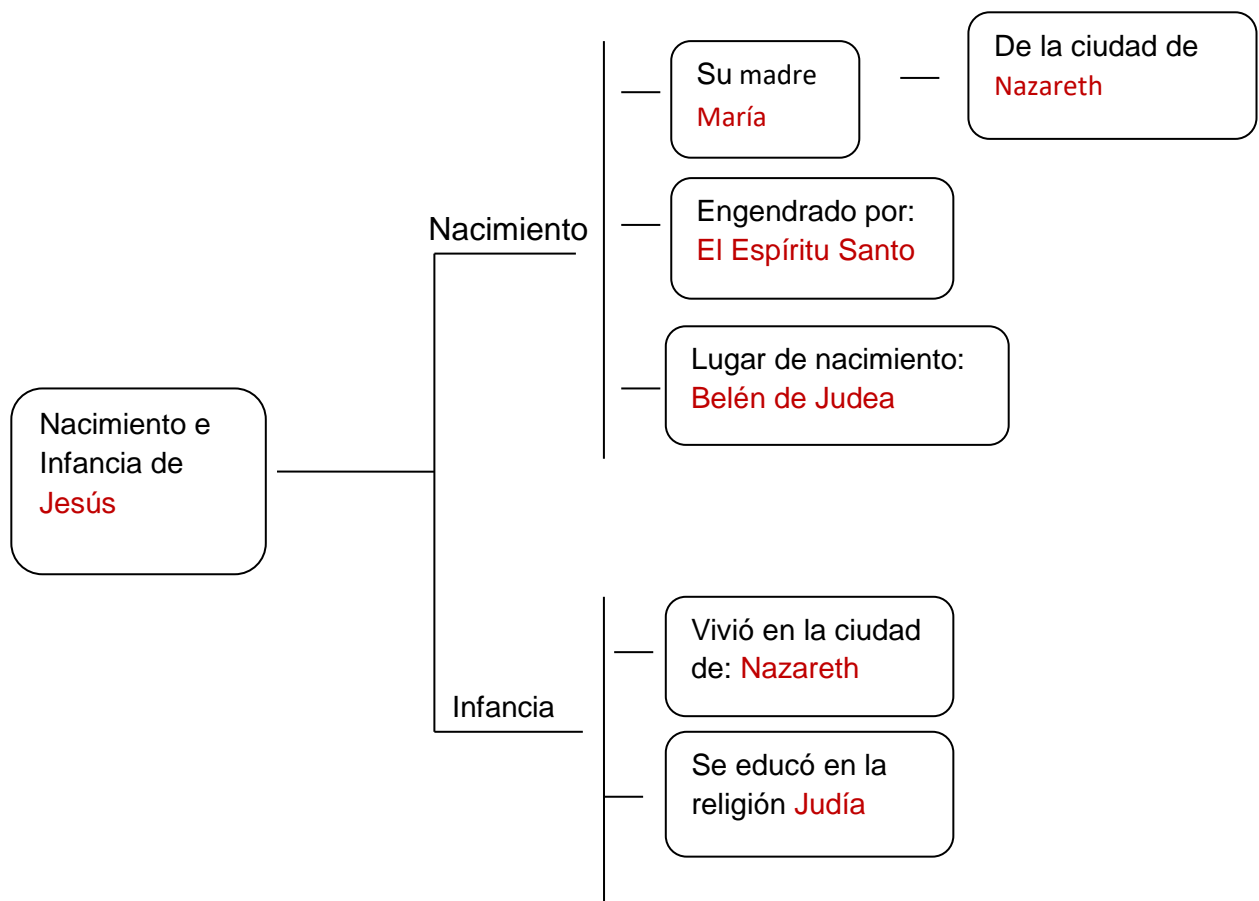 Nacimiento e
Infancia de
Jesús
Nacimiento
Su madre
María
De la ciudad de
Nazareth
Engendrado por:
El Espíritu Santo
Lugar de nacimiento:
Belén de Judea
Infancia
Vivió en la ciudad
de: Nazareth
Se educó en la
religión Judía